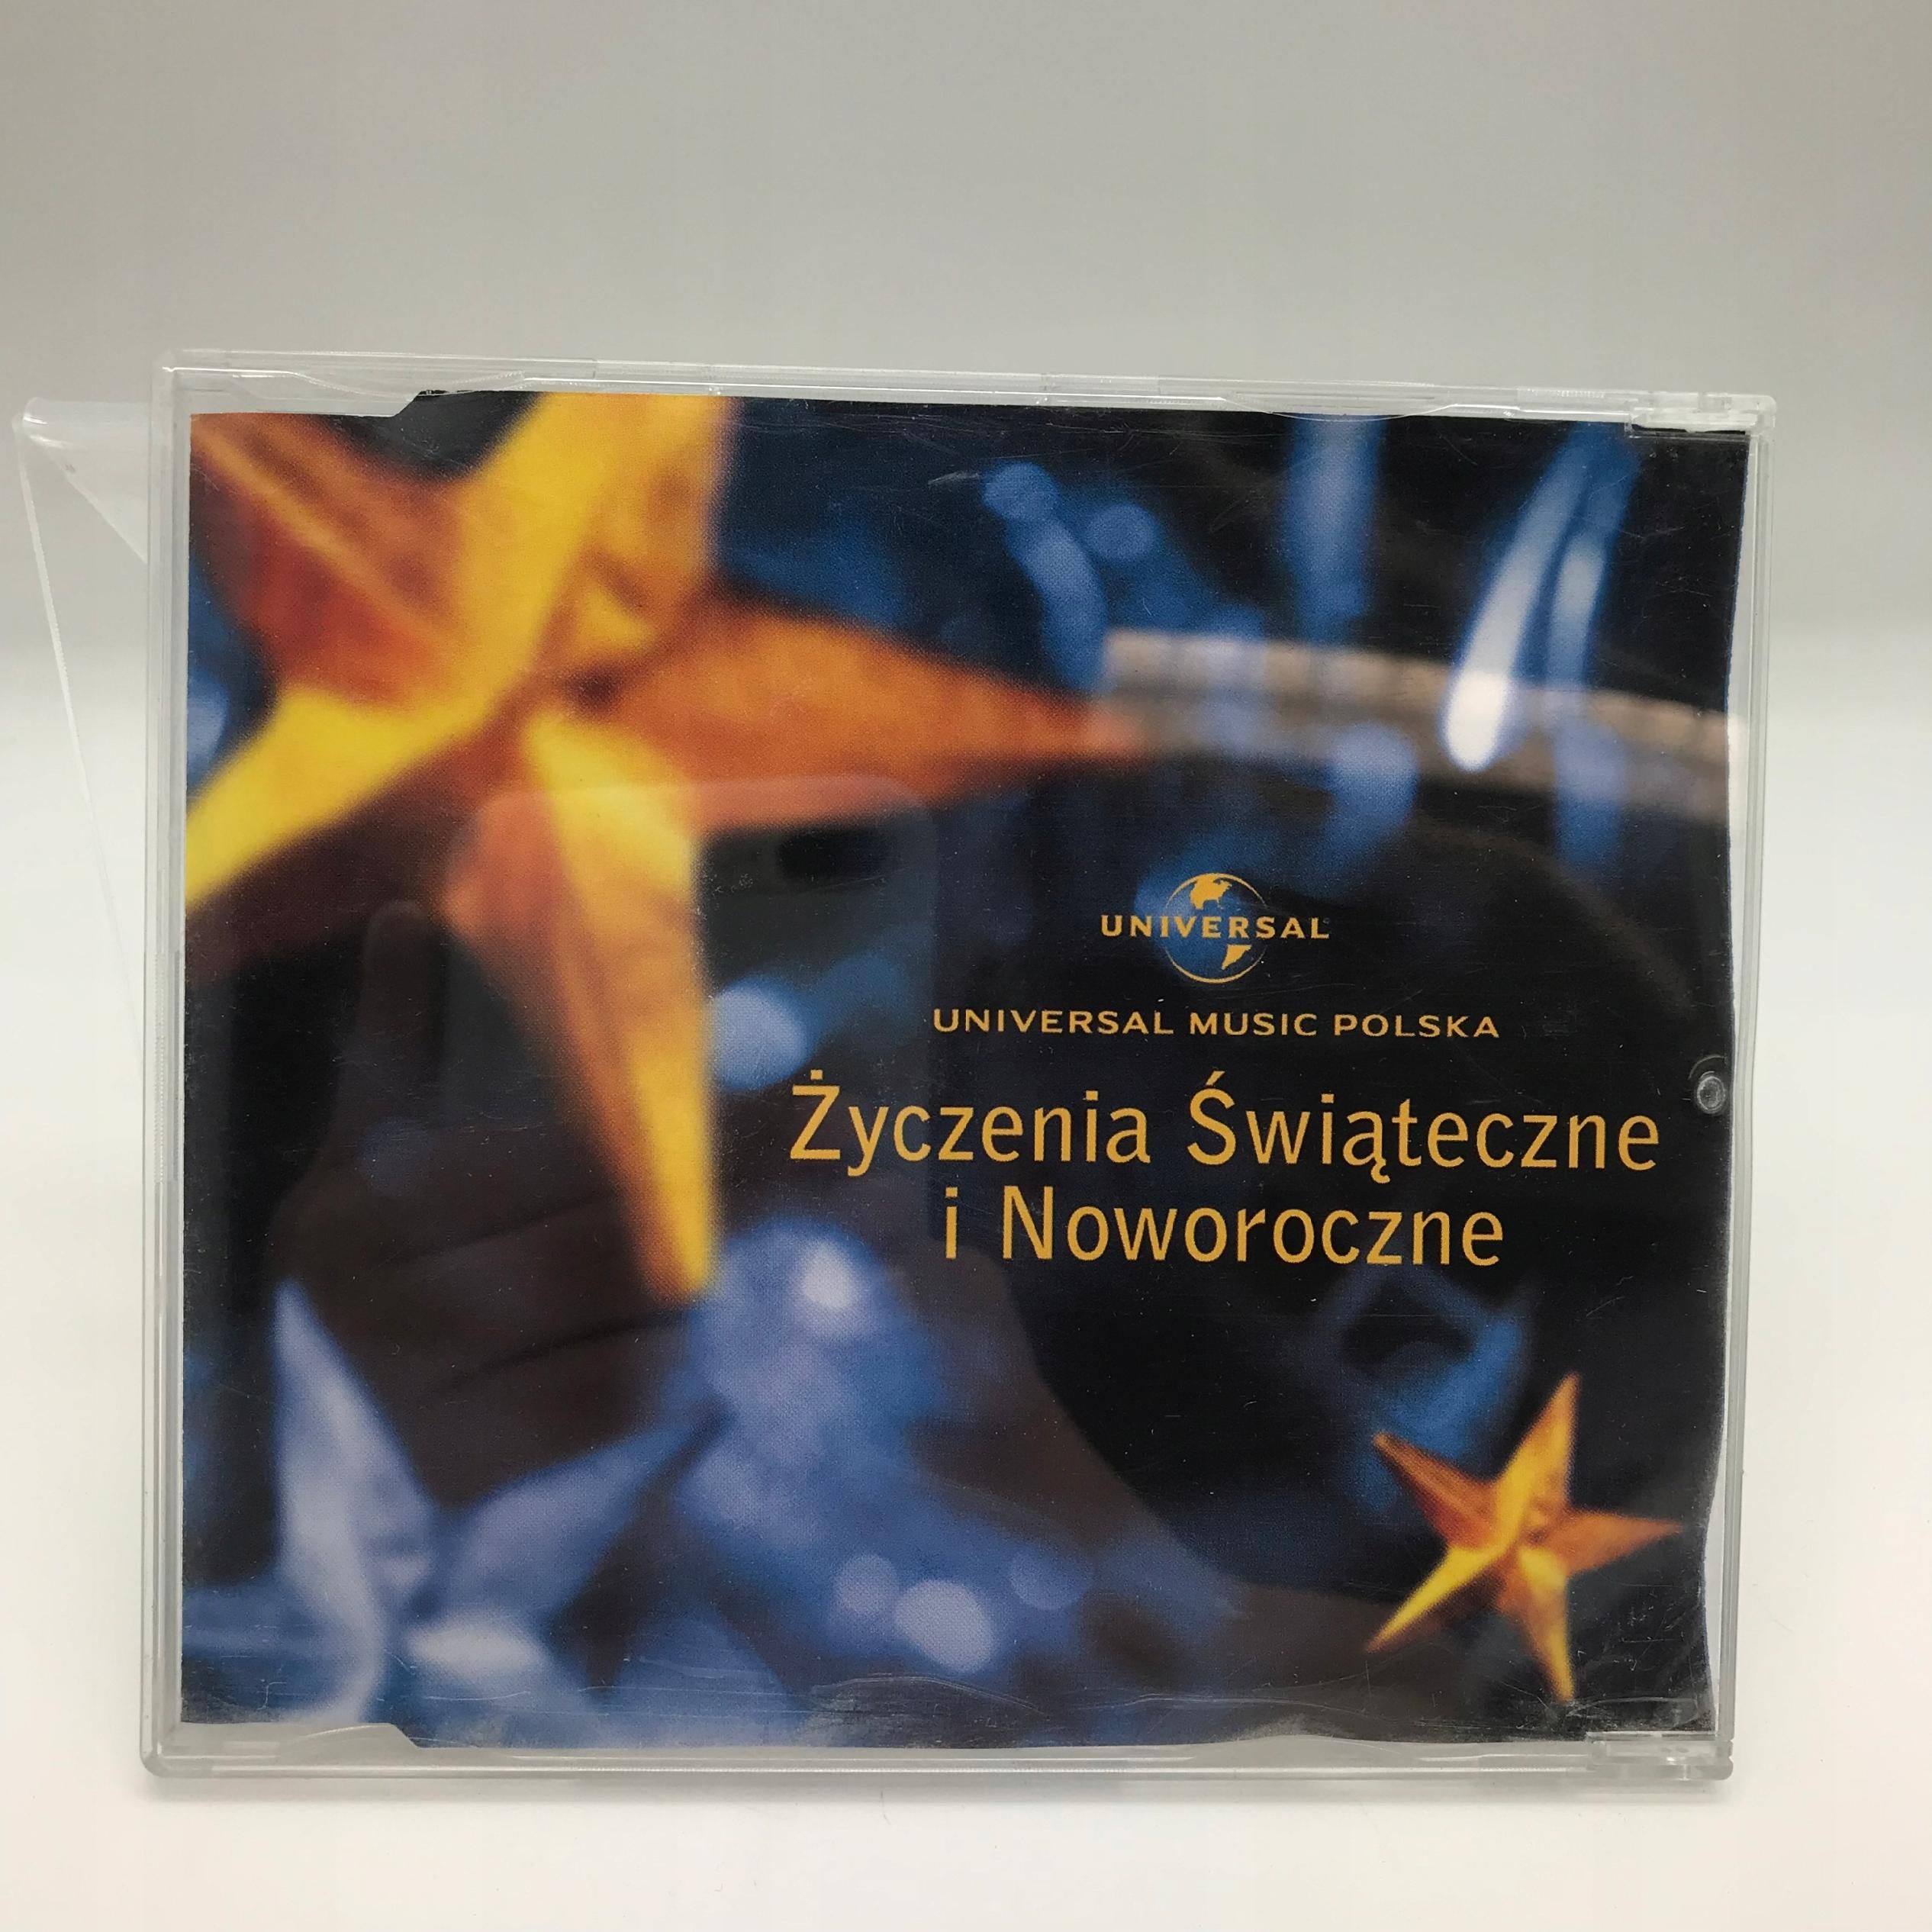 UNIVERSAL
UNIVERSAL MUSIC POLSKA
Życzenia Świąteczne
i Noworoczne